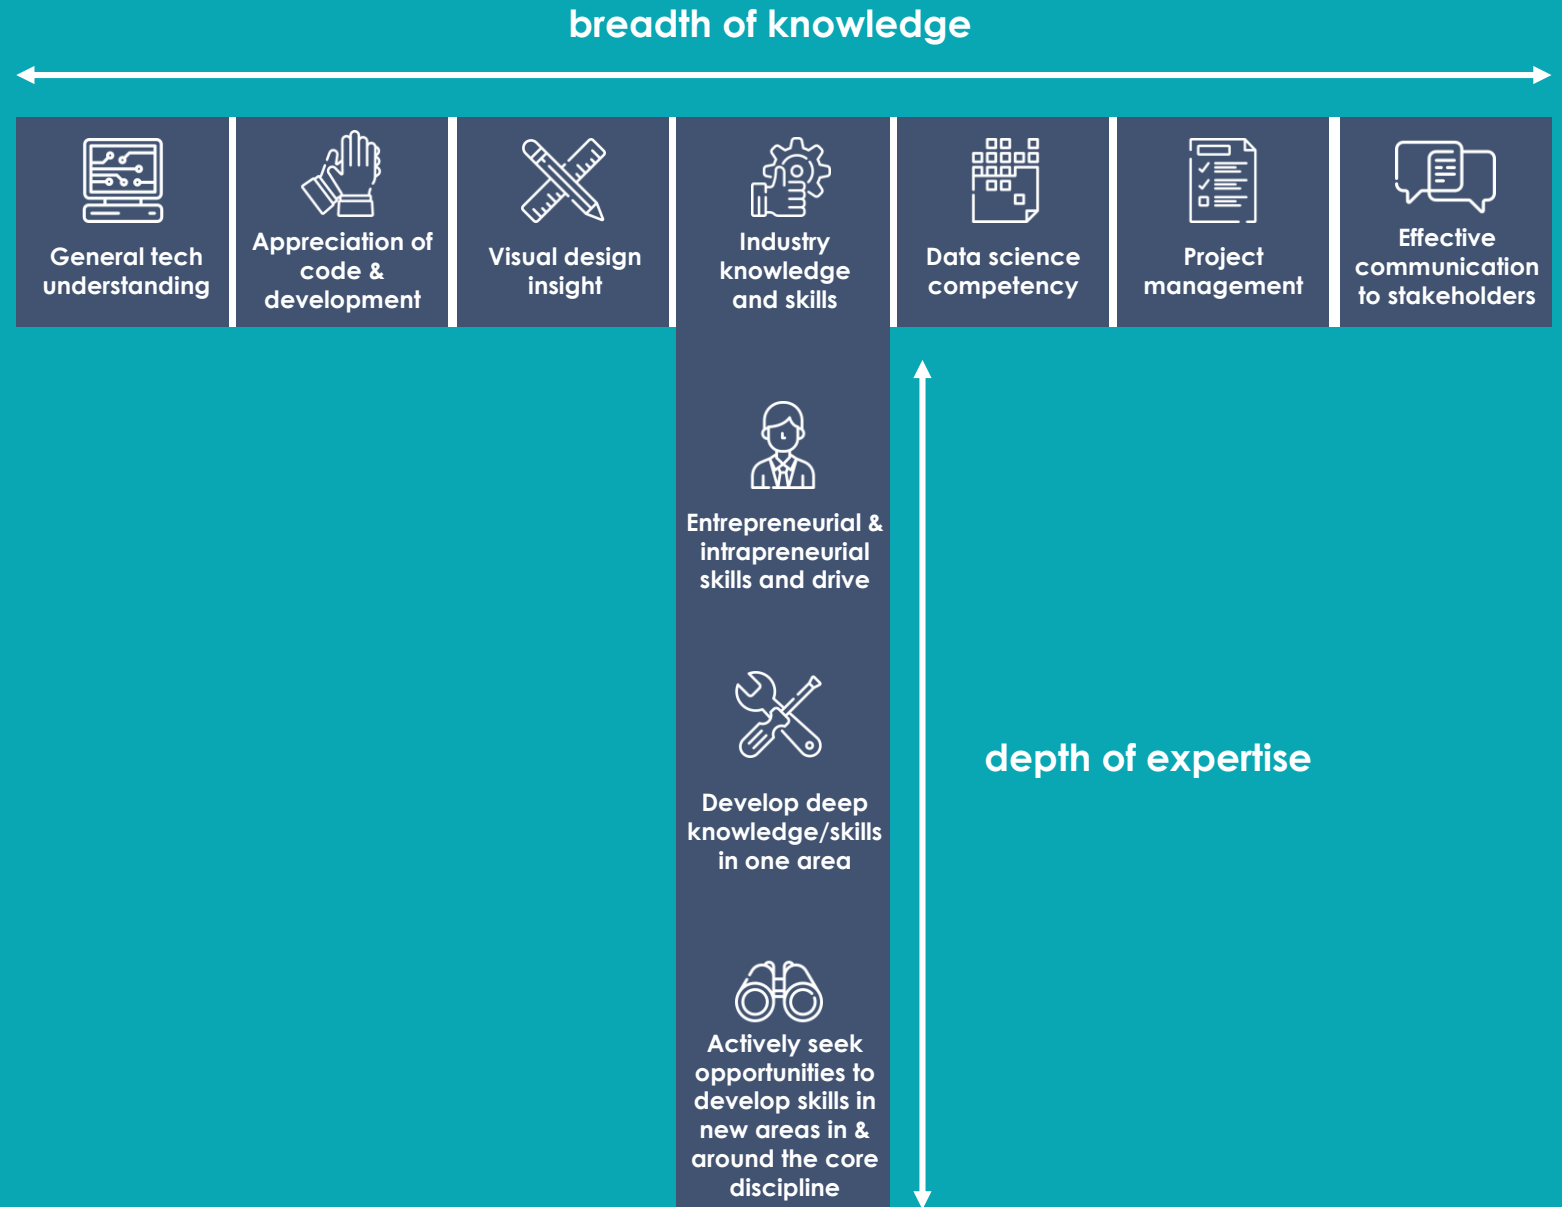 breadth of knowledge
General tech
understanding
Appreciation of
code &
development
Visual design
insight
Industry
knowledge
and skills
Data science
competency
Project
management
Effective
communication
to stakeholders
Entrepreneurial &
intrapreneurial
skills and drive
Develop deep
knowledge/skills
in one area
depth of expertise
Actively seek
opportunities to
develop skills in
new areas in &
around the core
discipline